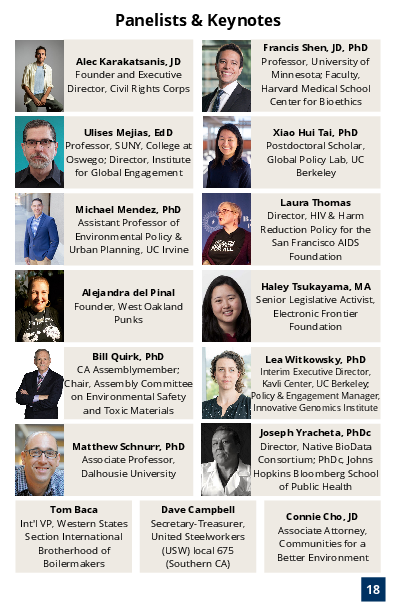 Panelists & Keynotes
Alec Karakatsanis, JD
Founder and Executive
Director, Civil Rights Corps
Francis Shen, JD, PhD
Professor, University of
Minnesota; Faculty,
Harvard Medical School
Center for Bioethics
Ulises Mejias, EdD
Professor, SUNY, College at
Oswego; Director, Institute
for Global Engagement
Xiao Hui Tai, PhD
Postdoctoral Scholar,
Global Policy Lab, UC
Berkeley
Michael Mendez, PhD
Assistant Professor of
Environmental Policy &
Urban Planning, UC Irvine
Laura Thomas
Director, HIV & Harm
Reduction Policy for the
San Francisco AIDS
Foundation
Alejandra del Pinal
Founder, West Oakland
Punks
Haley Tsukayama, MA
Senior Legislative Activist,
Electronic Frontier
Foundation
Bill Quirk, PhD
CA Assemblymember;
Chair, Assembly Committee
on Environmental Safety
and Toxic Materials
Lea Witkowsky, PhD
Interim Executive Director,
Kavli Center, UC Berkeley;
Policy & Engagement Manager,
Innovative Genomics Institute
Matthew Schnurr, PhD
Associate Professor,
Dalhousie University
Joseph Yracheta, PhDc
Director, Native BioData
Consortium; PhDc, Johns
Hopkins Bloomberg School
of Public Health
Tom Baca
Int'l VP, Western States
Section International
Brotherhood of
Boilermakers
Dave Campbell
Secretary-Treasurer,
United Steelworkers
(USW) local 675
(Southern CA)
Connie Cho, JD
Associate Attorney,
Communities for a
Better Environment
18